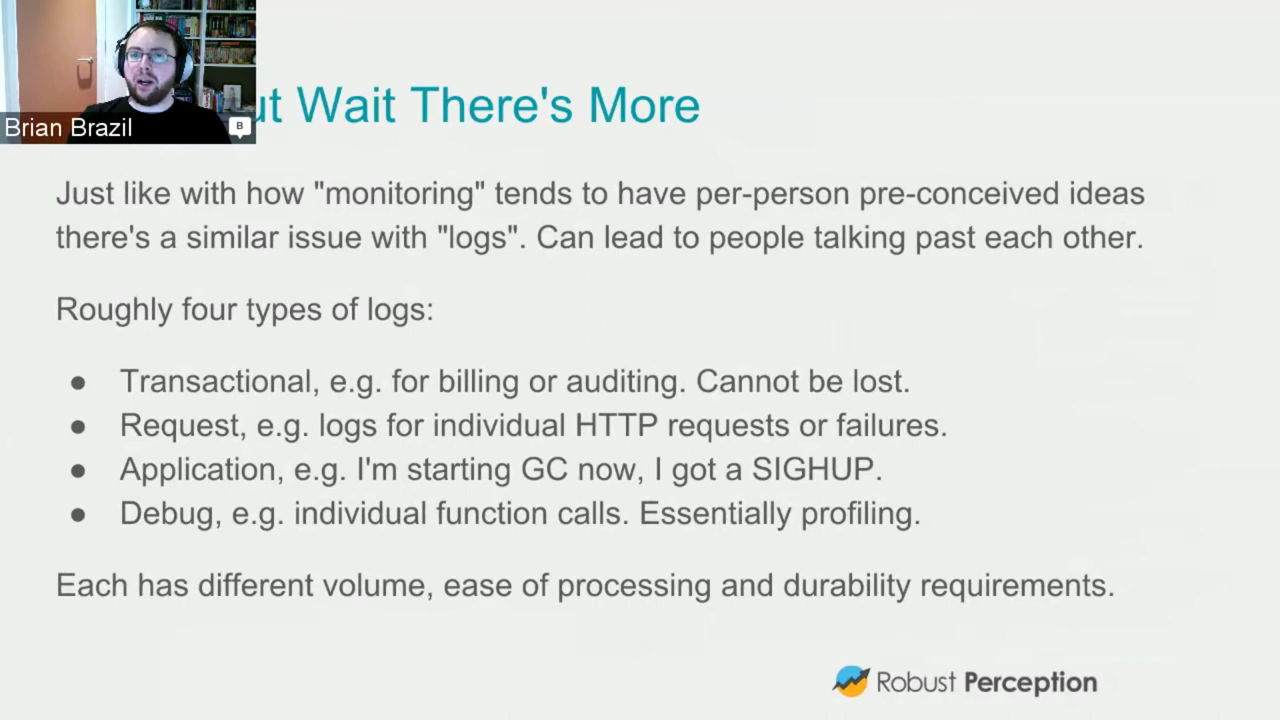 Brian Brazil
B
ut Wait There's More
Just like with how "monitoring" tends to have per-person pre-conceived ideas
there's a similar issue with "logs". Can lead to people talking past each other.
Roughly four types of logs:
● Transactional, e.g. for billing or auditing. Cannot be lost.
● Request, e.g. logs for individual HTTP requests or failures.
● Application, e.g. I'm starting GC now, I got a SIGHUP.
● Debug, e.g. individual function calls. Essentially profiling.
Each has different volume, ease of processing and durability requirements.
Robust Perception